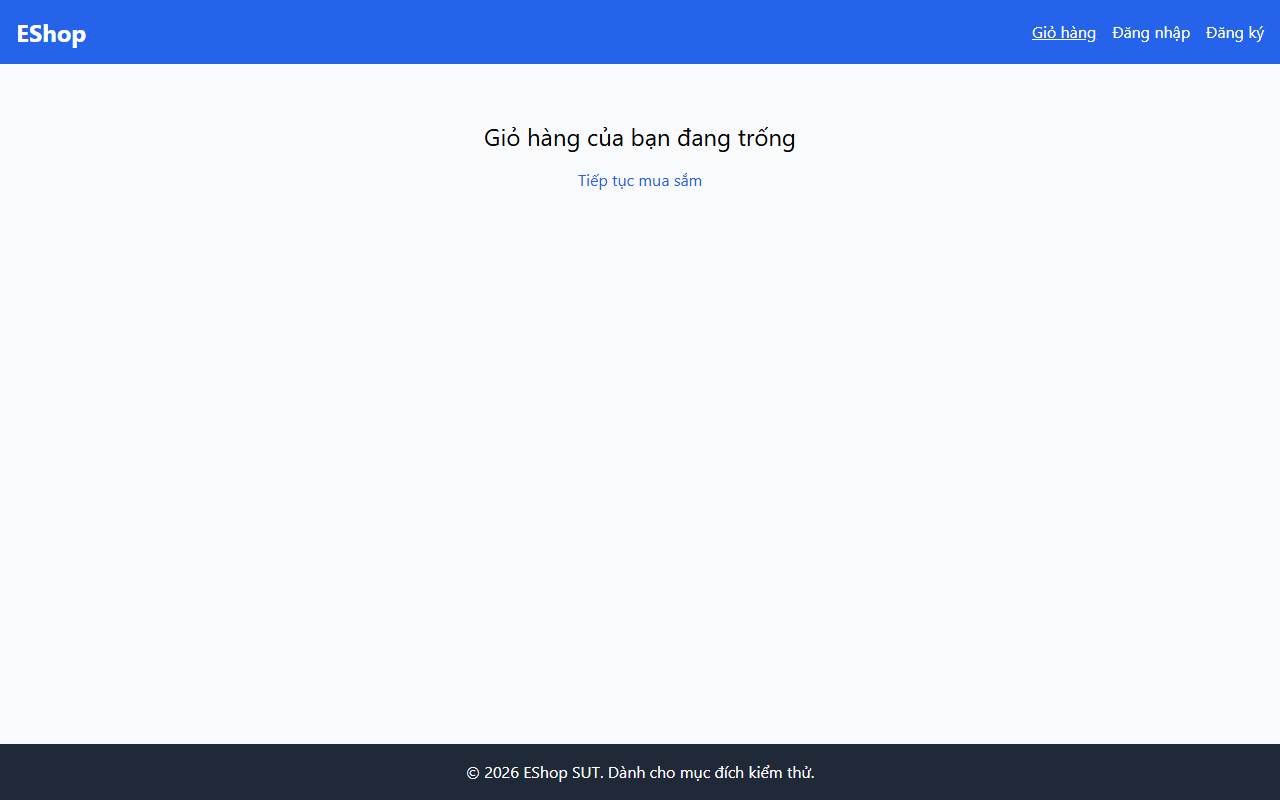 EShop
Giỏ hàng Đăng nhập Đăng ký
Giỏ hàng của bạn đang trống
Tiếp tục mua sắm
© 2026 EShop SUT. Dành cho mục đích kiểm thử.